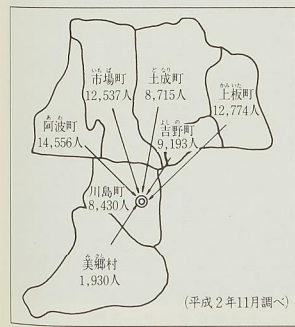 いちば
市場町
12,537人
どなり
土成町
8,715人
かみいた
上板町
12,774人
あわ
阿波町
14,556人
よしの
吉野町
9,193人
川島町
8,430人
みさと
美郷村
1,930人
(平成2年11月調べ)